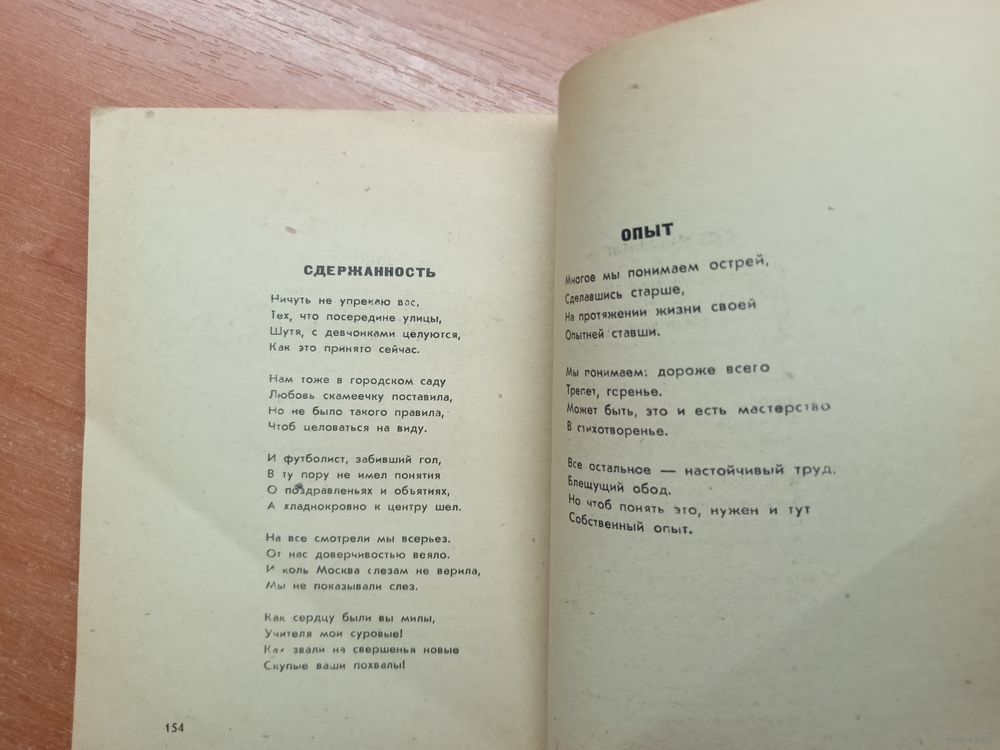 СДЕРЖАННОСТЬ
Ничуть не упрекаю вас,
Тех, что посередине улицы,
Шутя, с девчонками целуются,
Как это принято сейчас.
Нам тоже в городском саду
Любовь скамеечку поставила,
Но не было такого правила,
Чтоб целоваться на виду.
И футболист, забивший гол,
В ту пору не имел понятия
О поздравленьях и объятиях,
А хладнокровно к центру шел.
На все смотрели мы всерьез.
От нас доверчивостью веяло.
И коль Москва слезам не верила,
Мы не показывали слез.
Как сердцу были вы милы,
Учителя мои суровые!
Как звали на свершенья новые
Скупые ваши похвалы!
154
ОПЫТ
Многое мы понимаем острей,
Сделавшись старше,
На протяжении жизни своей
Опытней ставши.
Мы понимаем: дороже всего
Трепет, горенье.
Может быть, это и есть мастерство
В стихотворенье.
Все остальное — настойчивый труд.
Блещущий обод.
Но чтоб понять это, нужен и тут
Собственный опыт.